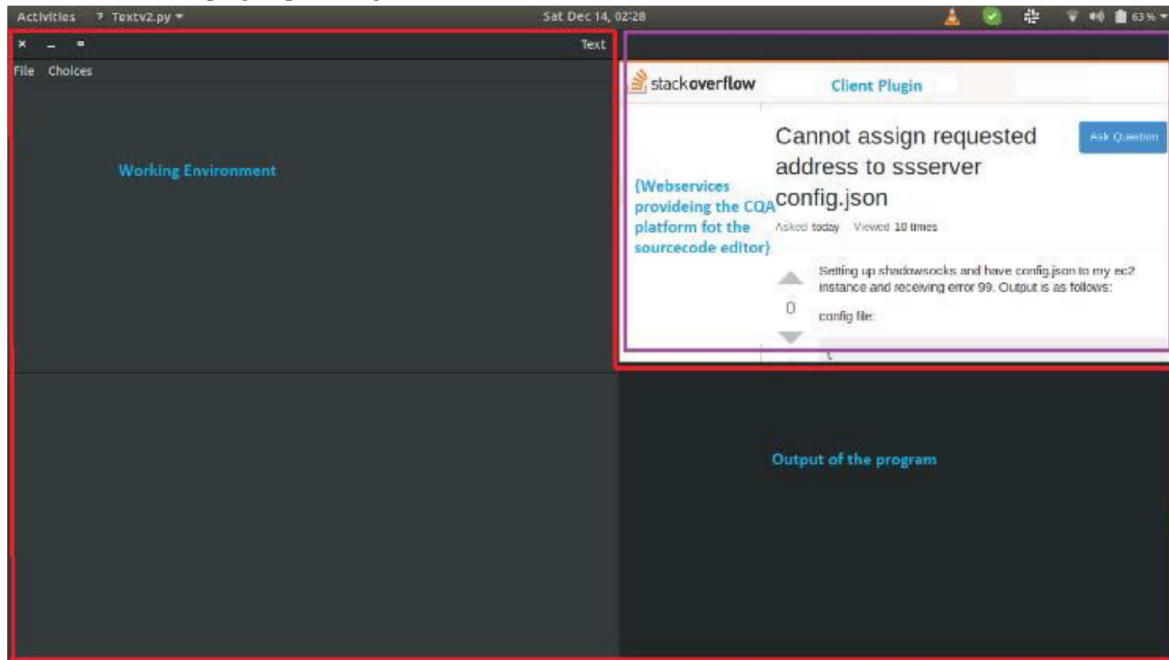 Activities ? Textv2.py Sat Dec 14, 02:28 63 %
Text
File Choices
stackoverflow
Client Plugin
Cannot assign requested
address to ssserver
config.json
Ask Question
Working Environment
{Webservices
provideing the CQA
platform fot the
sourcecode editor}
Asked today Viewed 10 times
Setting up shadowsocks and have config.json to my ec2
instance and receiving error 99. Output is as follows:
0
config file:
{
Output of the program